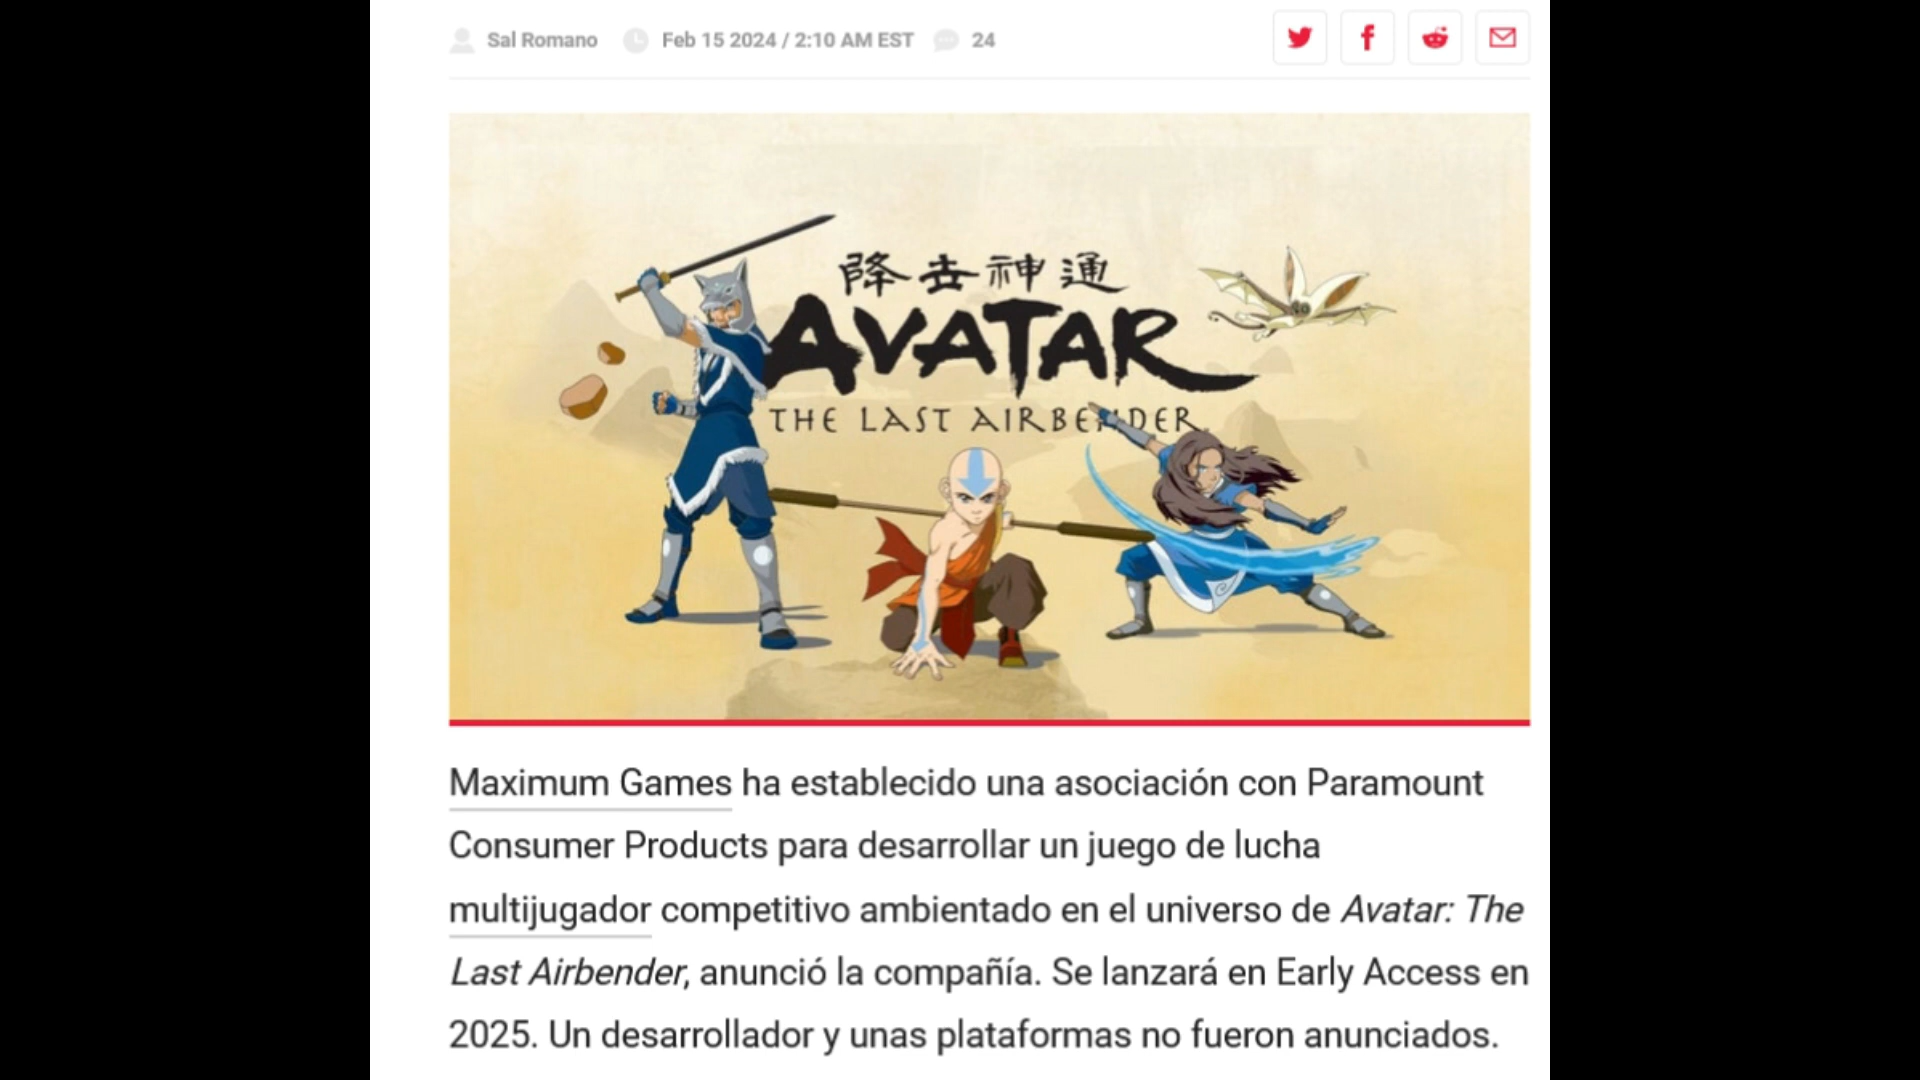 Sal Romano Feb 15 2024 / 2:10 AM EST 24
降去神通
AVATAR
THE LAST AIRBENDER
Maximum Games ha establecido una asociación con Paramount
Consumer Products para desarrollar un juego de lucha
multijugador competitivo ambientado en el universo de Avatar: The
Last Airbender, anunció la compañía. Se lanzará en Early Access en
2025. Un desarrollador y unas plataformas no fueron anunciados.